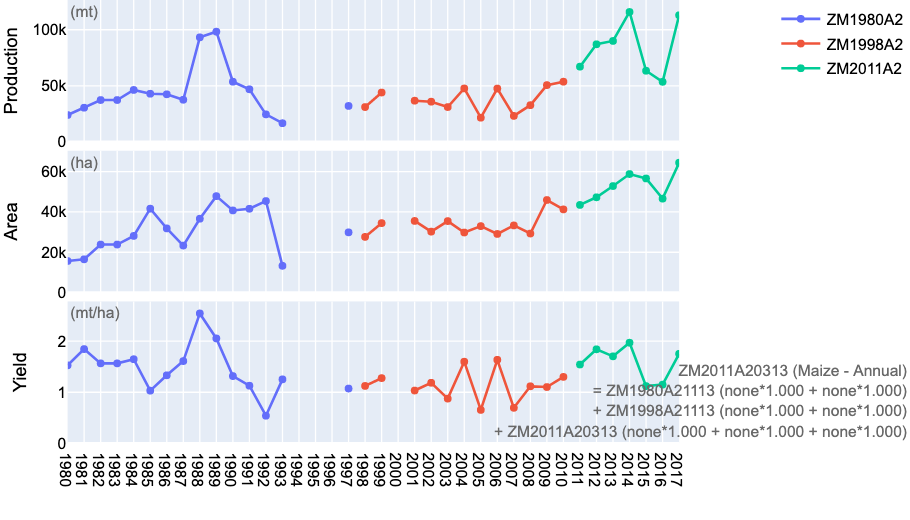 (mt)
Production
100k
50k
0
ZM1980A2
ZM1998A2
ZM2011A2
(ha)
Area
60k
40k
20k
0
(mt/ha)
Yield
2
1
0
ZM2011A20313 (Maize - Annual)
= ZM1980A21113 (none*1.000 + none*1.000)
+ ZM1998A21113 (none*1.000 + none*1.000)
+ ZM2011A20313 (none*1.000 + none*1.000 + none*1.000)
1980
1981
1982
1983
1984
1985
1986
1987
1988
1989
1990
1991
1992
1993
1994
1995
1996
1997
1998
1999
2000
2001
2002
2003
2004
2005
2006
2007
2008
2009
2010
2011
2012
2013
2014
2015
2016
2017